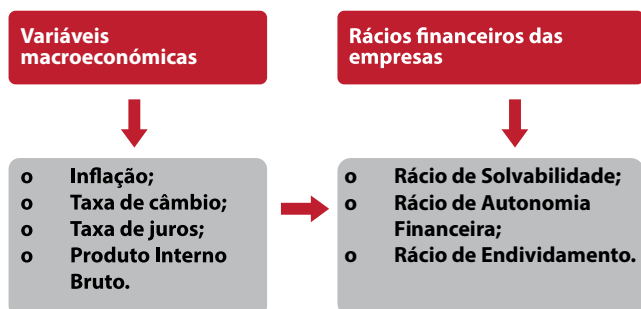 Variáveis
macroeconómicas
Rácios financeiros das
empresas
o Inflação;
o Taxa de câmbio;
o Taxa de juros;
o Produto Interno
Bruto.
o Rácio de Solvabilidade;
o Rácio de Autonomia
Financeira;
o Rácio de Endividamento.